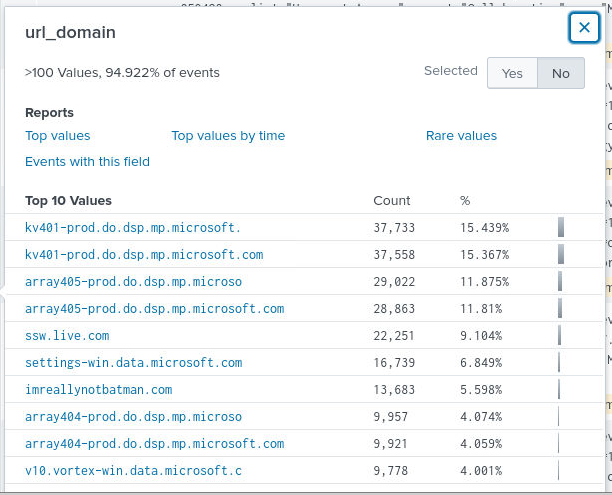 url_domain
>100 Values, 94.922% of events
Selected Yes No
Reports
Top values Top values by time Rare values
Events with this field
Top 10 Values Count %
kv401-prod.do.dsp.mp.microsoft. 37,733 15.439%
kv401-prod.do.dsp.mp.microsoft.com 37,558 15.367%
array405-prod.do.dsp.mp.microso 29,022 11.875%
array405-prod.do.dsp.mp.microsoft.com 28,863 11.81%
ssw.live.com 22,251 9.104%
settings-win.data.microsoft.com 16,739 6.849%
imreallynotbatman.com 13,683 5.598%
array404-prod.do.dsp.mp.microso 9,957 4.074%
array404-prod.do.dsp.mp.microsoft.com 9,921 4.059%
v10.vortex-win.data.microsoft.c 9,778 4.001%